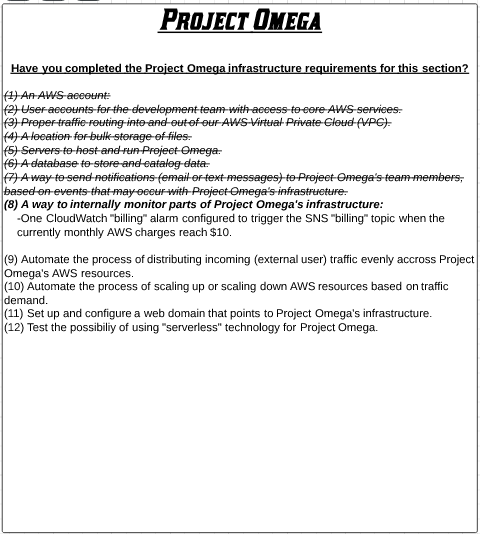 PROJECT OMEGA
Have you completed the Project Omega infrastructure requirements for this section?
(1) An AWS account:
(2) User accounts for the development team with access to core AWS services.
(3) Proper traffic routing into and out of our AWS Virtual Private Cloud (VPC).
(4) A location for bulk storage of files.
(5) Servers to host and run Project Omega.
(6) A database to store and catalog data.
(7) A way to send notifications (email or text messages) to Project Omega's team members,
based on events that may occur with Project Omega's infrastructure.
(8) A way to internally monitor parts of Project Omega's infrastructure:
-One CloudWatch "billing" alarm configured to trigger the SNS "billing" topic when the
currently monthly AWS charges reach $10.
(9) Automate the process of distributing incoming (external user) traffic evenly accross Project
Omega's AWS resources.
(10) Automate the process of scaling up or scaling down AWS resources based on traffic
demand.
(11) Set up and configure a web domain that points to Project Omega's infrastructure.
(12) Test the possibiliy of using "serverless" technology for Project Omega.